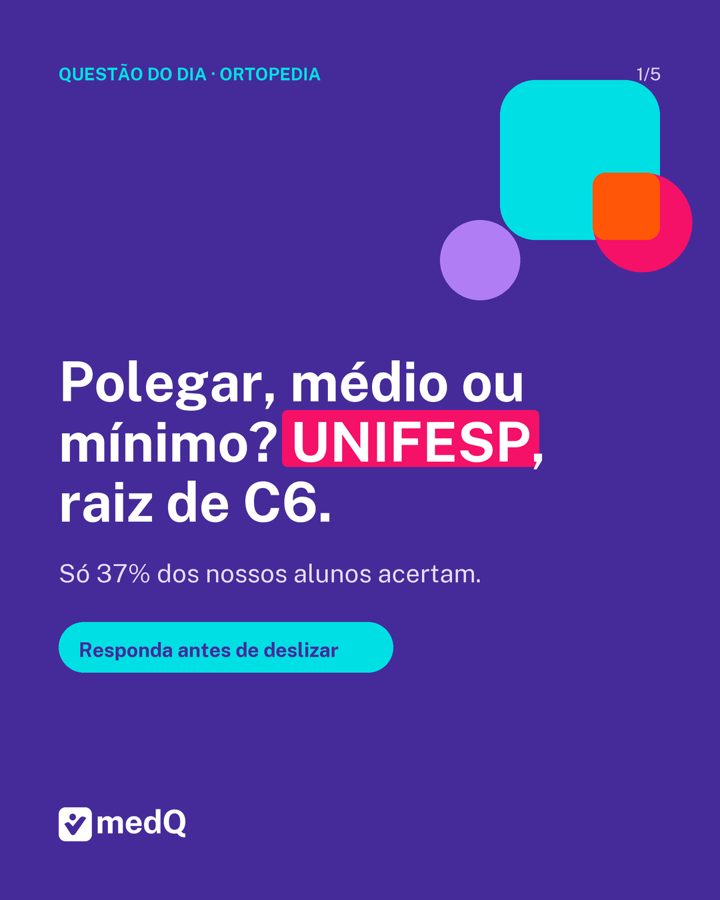 QUESTÃO DO DIA · ORTOPEDIA
1/5
Polegar, médio ou
mínimo? UNIFESP,
raiz de C6.
Só 37% dos nossos alunos acertam.
Responda antes de deslizar
medQ